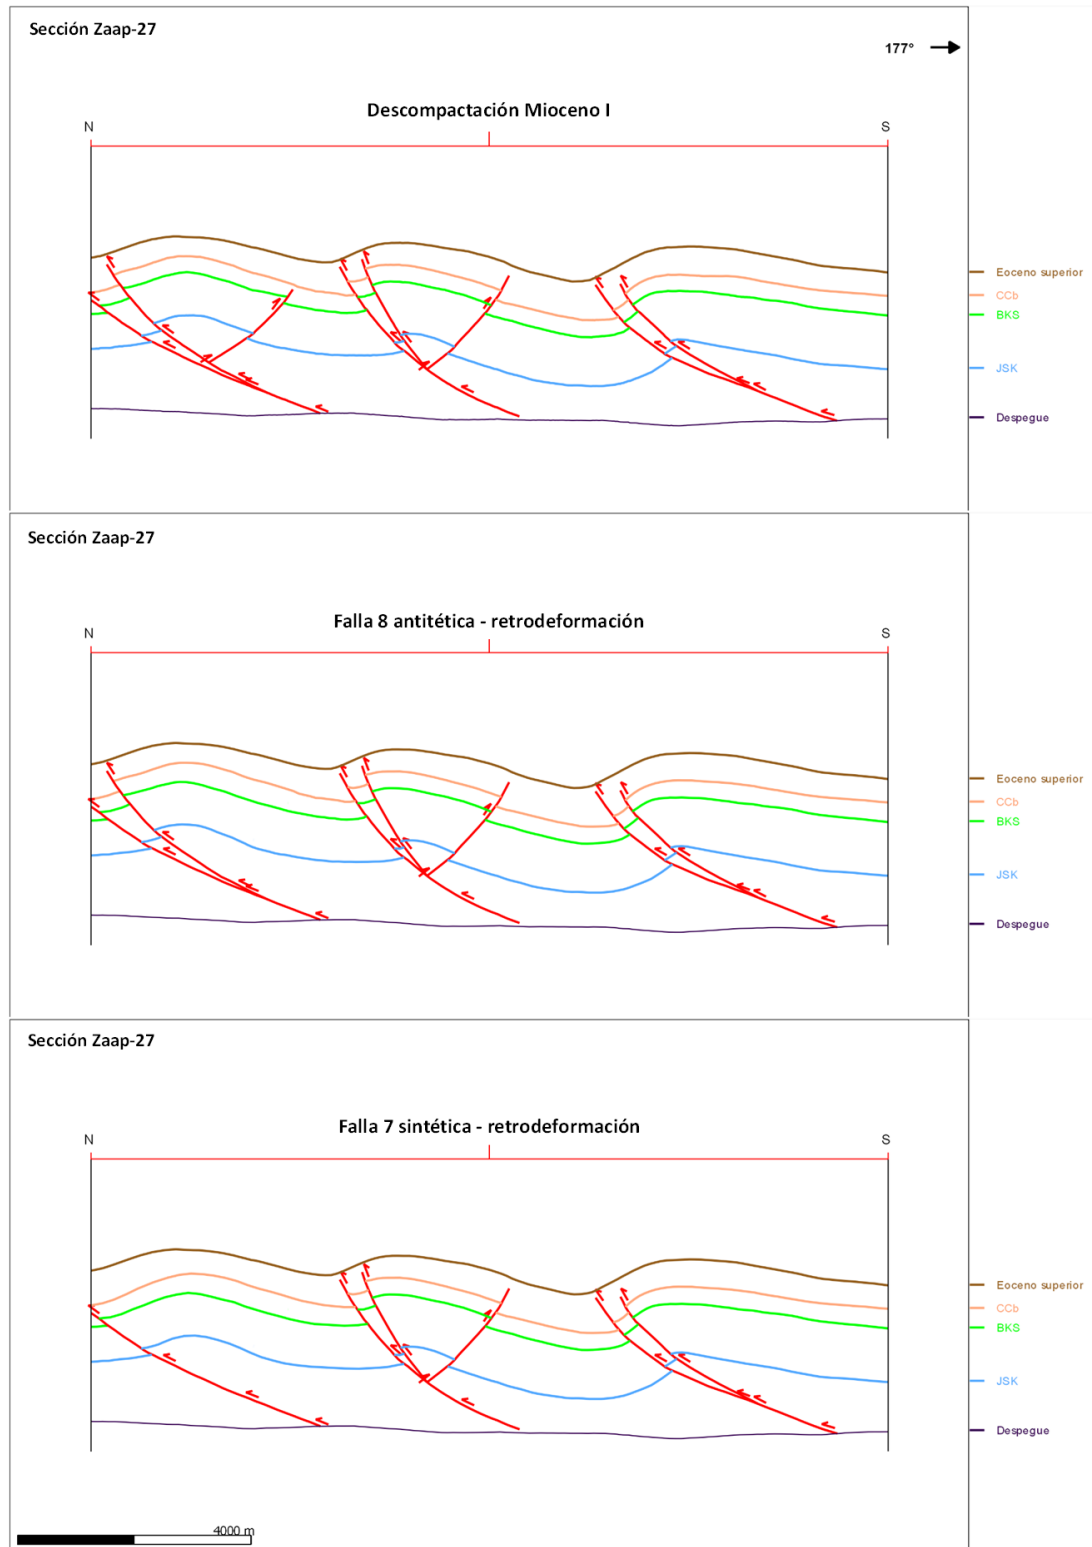 Sección Zaap-27
177°
Descompactación Mioceno I
N
S
Eoceno superior
CCb
BKS
JSK
Despegue
Sección Zaap-27
Falla 8 antitética - retrodeformación
N
S
Eoceno superior
CCb
BKS
JSK
Despegue
Sección Zaap-27
Falla 7 sintética - retrodeformación
N
S
Eoceno superior
CCb
BKS
JSK
Despegue
4000 m